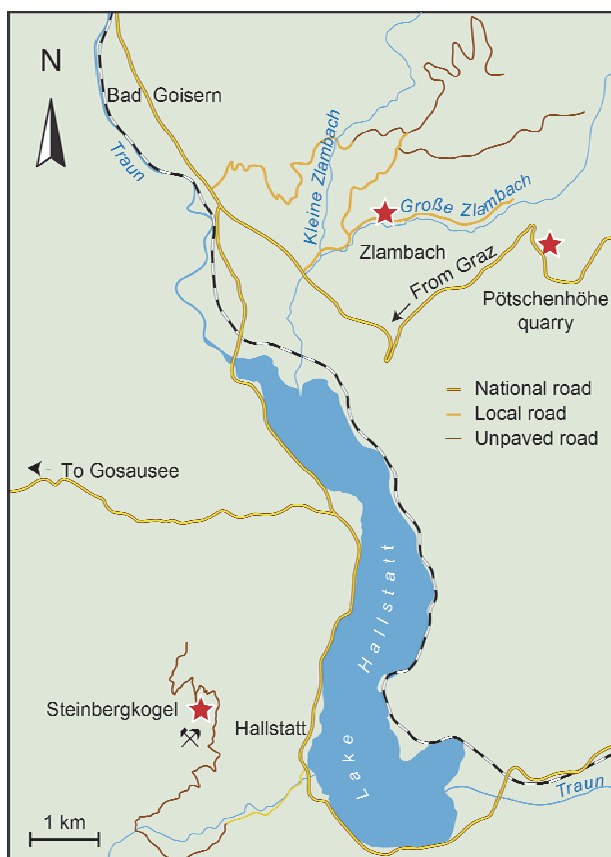 N
Bad Goisern
Traun
Kleine Zlambach
Große Zlambach
Zlambach
From Graz
Pötschenhöhe
quarry
National road
Local road
Unpaved road
To Gosausee
Lake Hallstatt
Steinbergkogel
Hallstatt
Traun
1 km